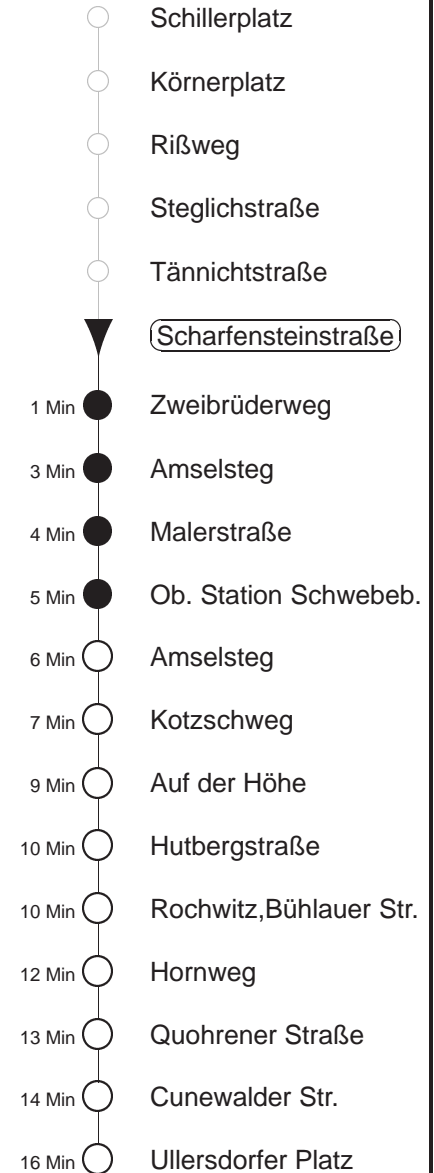 Schillerplatz
Körnerplatz
Rißweg
Steglichstraße
Tännichtstraße
Scharfensteinstraße
1 Min Zweibrüderweg
3 Min Amselsteg
4 Min Malerstraße
5 Min Ob. Station Schwebeb.
6 Min Amselsteg
7 Min Kotzschweg
9 Min Auf der Höhe
10 Min Hutbergstraße
10 Min Rochwitz,Bühlauer Str.
12 Min Hornweg
13 Min Quohrener Straße
14 Min Cunewalder Str.
16 Min Ullersdorfer Platz